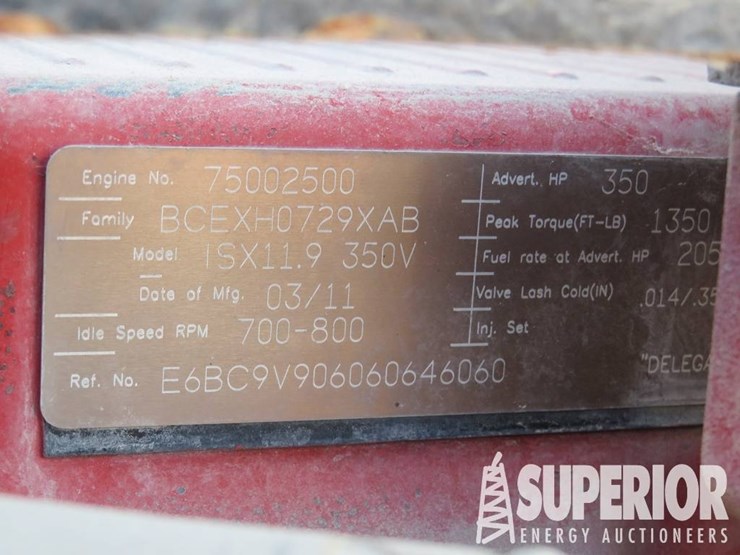 Engine No. 75002500
Family BCEXH0729XAB
Model ISX11.9 350V
Date of Mfg. 03/11
Idle Speed RPM 700-800
Ref. No. E6BC9V906060646060
Advert. HP 350
Peak Torque(FT-LB) 1350
Fuel rate at Advert. HP 205
Valve Lash Cold(IN) .014/.35
Inj. Set
"DELEGA
SUPERIOR
ENERGY AUCTIONEERS